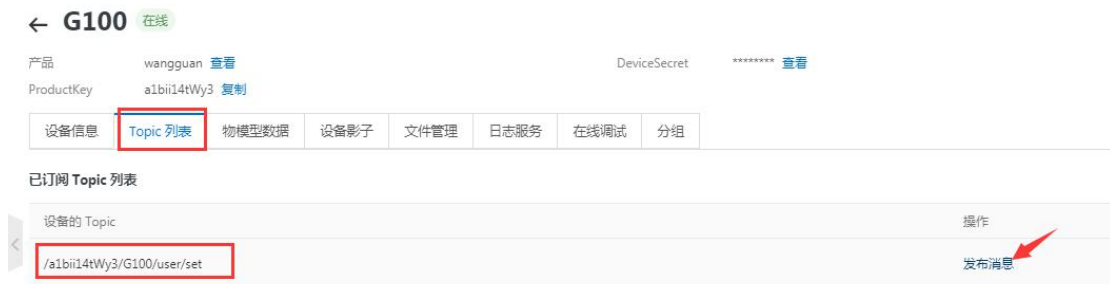 ← G100 在线
产品 wangguan 查看 DeviceSecret ******** 查看
ProductKey a1bii14tWy3 复制
设备信息 Topic 列表 物模型数据 设备影子 文件管理 日志服务 在线调试 分组
已订阅 Topic 列表
设备的 Topic 操作
/a1bii14tWy3/G100/user/set 发布消息